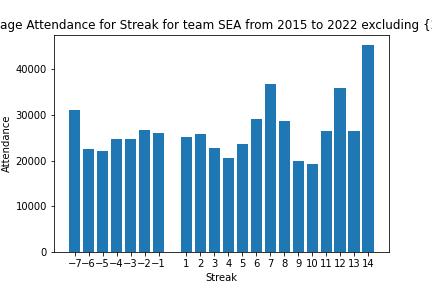 age Attendance for Streak for team SEA from 2015 to 2022 excluding {
40000
30000
20000
10000
0
Attendance
−7−6−5−4−3−2−1 1 2 3 4 5 6 7 8 9 10 11 12 13 14
Streak